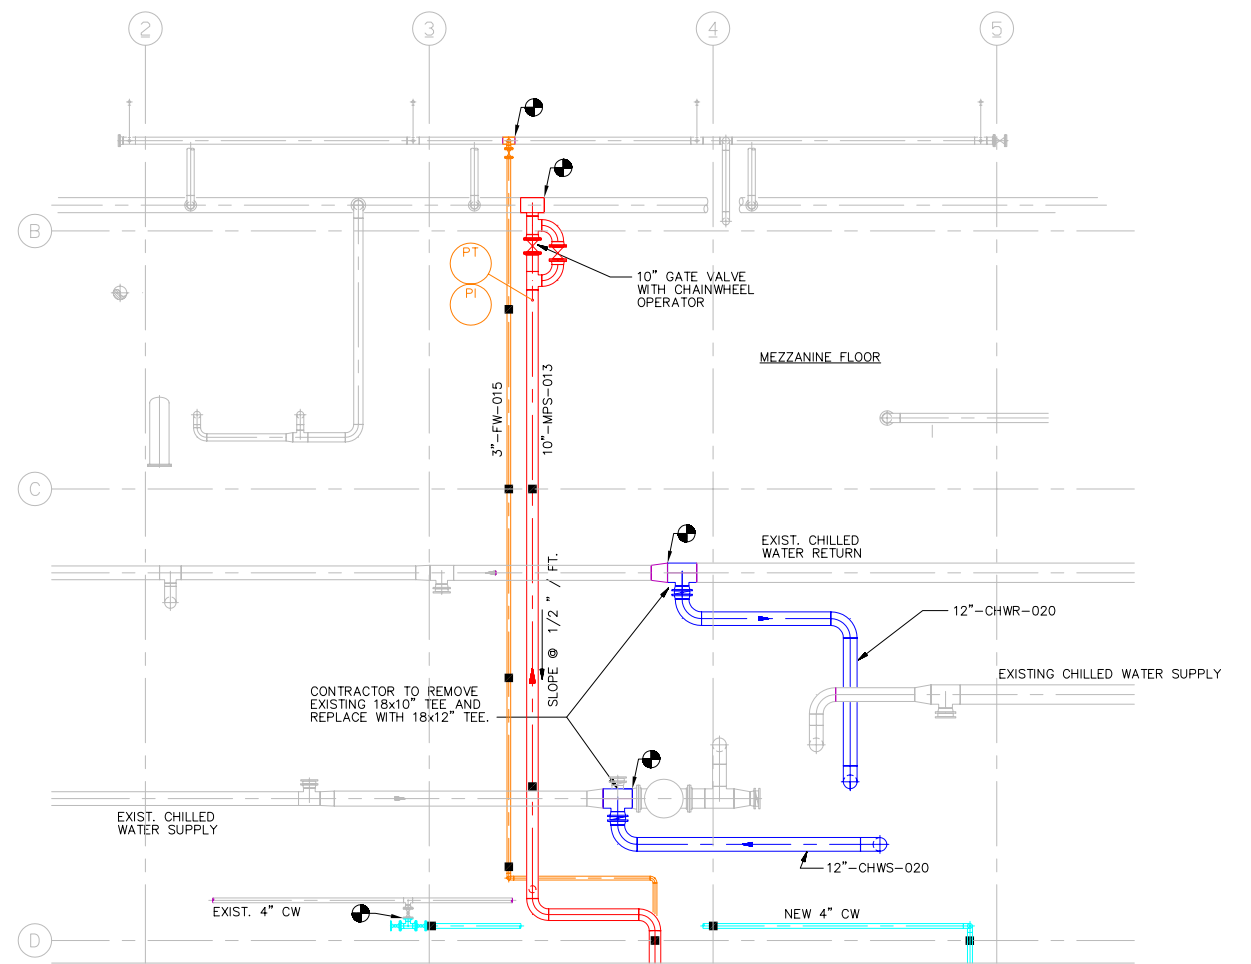 2
3
4
5
B
PT
PI
10" GATE VALVE
WITH CHAINWHEEL
OPERATOR
MEZZANINE FLOOR
3"-FW-015
10"-MPS-013
C
EXIST. CHILLED
WATER RETURN
SLOPE @ 1/2 " / FT.
12"-CHWR-020
EXISTING CHILLED WATER SUPPLY
CONTRACTOR TO REMOVE
EXISTING 18x10" TEE AND
REPLACE WITH 18x12" TEE.
EXIST. CHILLED
WATER SUPPLY
12"-CHWS-020
EXIST. 4" CW
NEW 4" CW
D